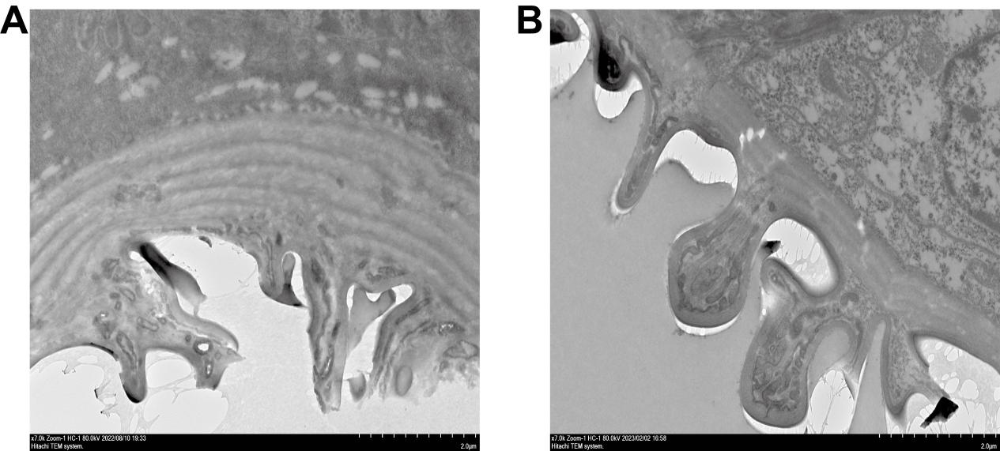 A
B
x7.0k Zoom-1 HC-1 80.0kV 2022/08/10 19:33
Hitachi TEM system.
2.0µm
x7.0k Zoom-1 HC-1 80.0kV 2023/02/02 16:58
Hitachi TEM system.
2.0µm